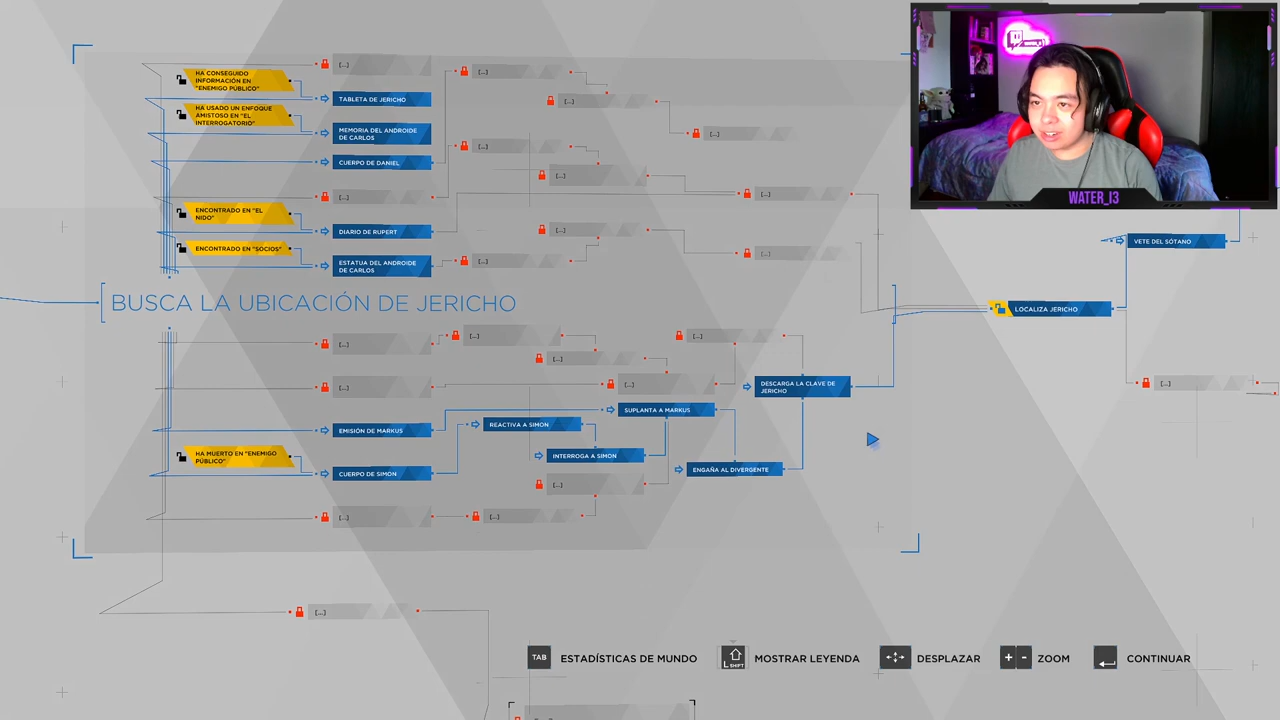 [...]
HA CONSEGUIDO
INFORMACIÓN EN
"ENEMIGO PÚBLICO"
[...]
TABLETA DE JERICHO
[...]
HA USADO UN ENFOQUE
AMISTOSO EN "EL
INTERROGATORIO"
MEMORIA DEL ANDROIDE
DE CARLOS
[...]
[...]
CUERPO DE DANIEL
[...]
[...]
[...]
ENCONTRADO EN "EL
NIDO"
DIARIO DE RUPERT
[...]
ENCONTRADO EN "SOCIOS"
ESTATUA DEL ANDROIDE
DE CARLOS
[...]
[...]
WATER_I3
VETE DEL SÓTANO
BUSCA LA UBICACIÓN DE JERICHO
LOCALIZA JERICHO
[...]
[...]
[...]
[...]
[...]
[...]
DESCARGA LA CLAVE DE
JERICHO
[...]
SUPLANTA A MARKUS
EMISIÓN DE MARKUS
REACTIVA A SIMON
HA MUERTO EN "ENEMIGO
PÚBLICO"
INTERROGA A SIMON
CUERPO DE SIMON
ENGAÑA AL DIVERGENTE
[...]
[...]
[...]
[...]
TAB
ESTADÍSTICAS DE MUNDO
L SHIFT
MOSTRAR LEYENDA
DESPLAZAR
+ -
ZOOM
CONTINUAR